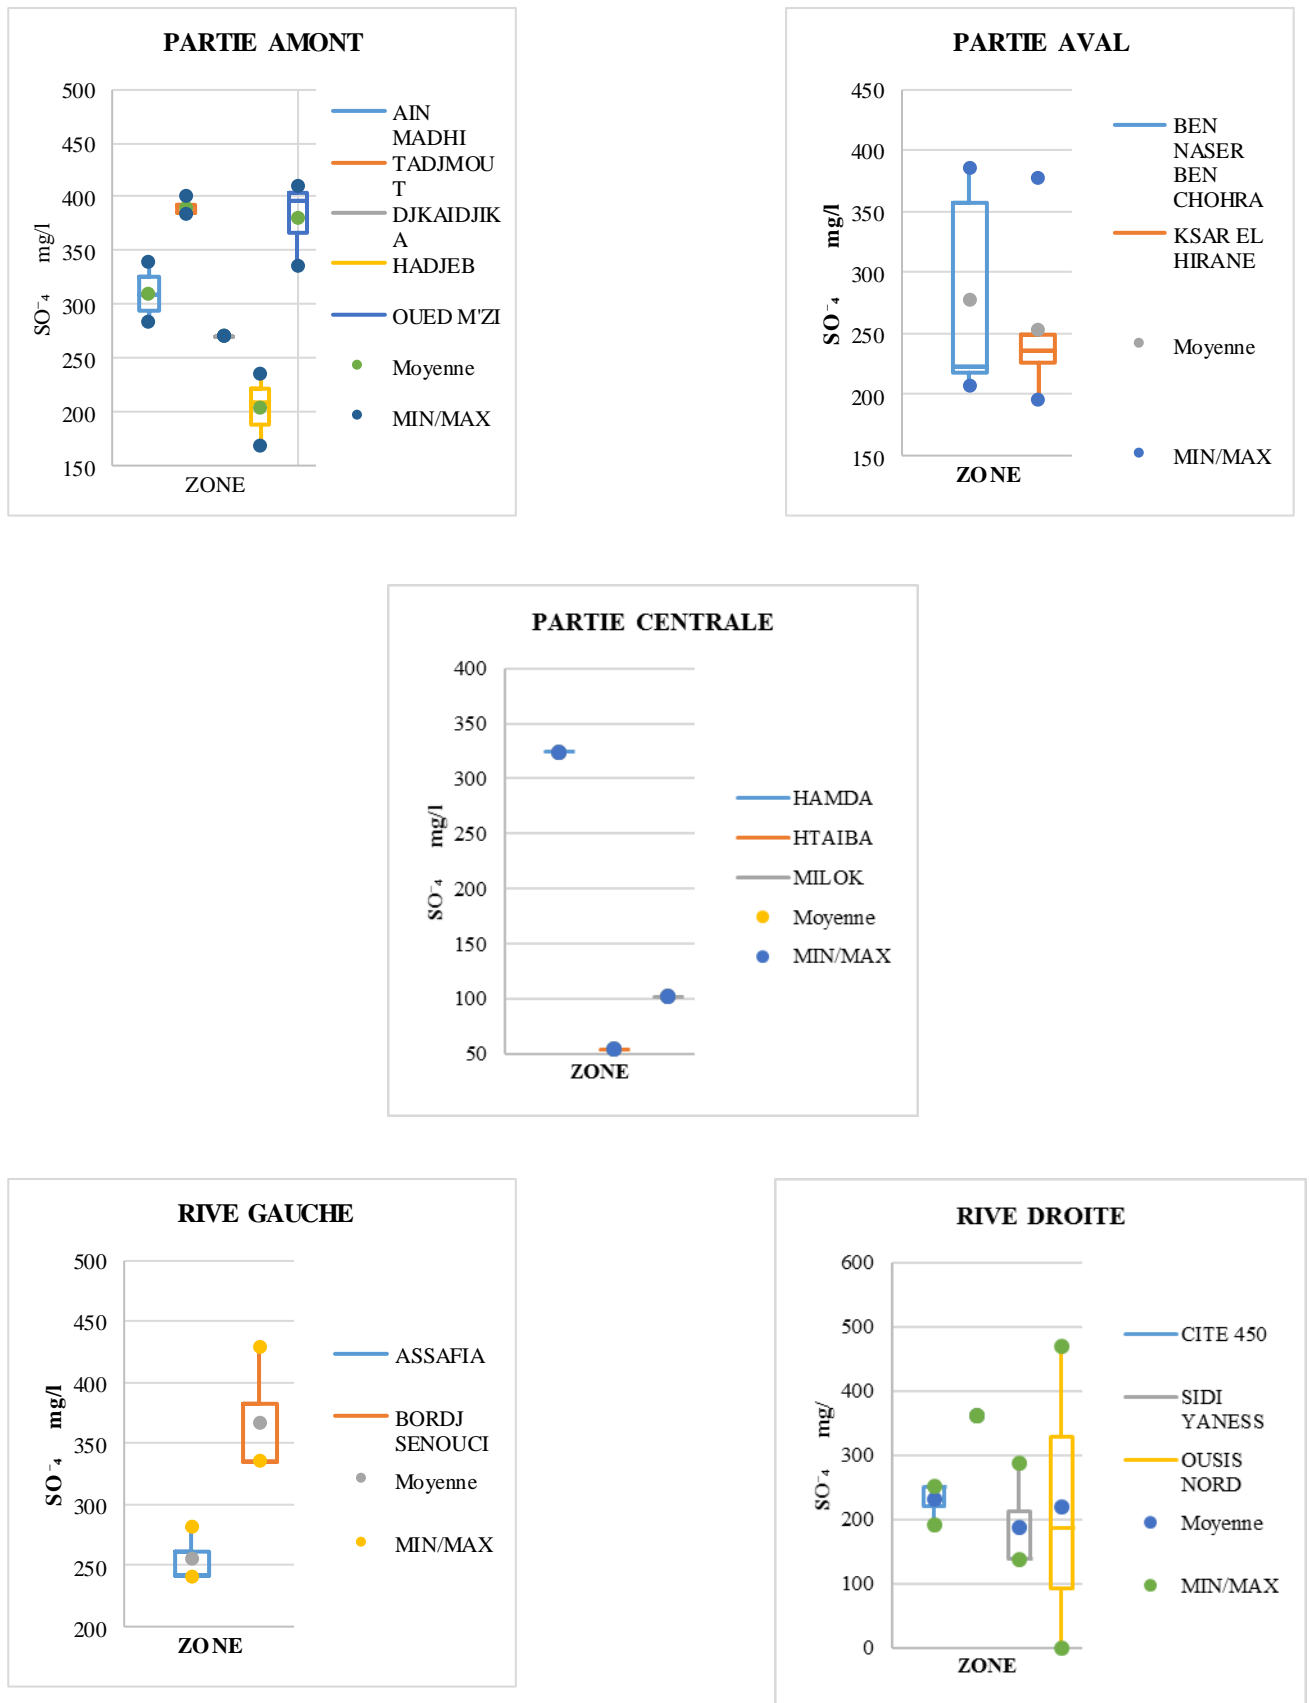 PARTIE AMONT
500
450
400
350
300
250
200
150
SO⁻₄ mg/l
ZONE
AIN
MADHI
TADJMOU
T
DJKAIDJIK
A
HADJEB
OUED M'ZI
Moyenne
MIN/MAX
PARTIE AVAL
450
400
350
300
250
200
150
SO⁻₄ mg/l
ZONE
BEN
NASER
BEN
CHOHRA
KSAR EL
HIRANE
Moyenne
MIN/MAX
PARTIE CENTRALE
400
350
300
250
200
150
100
50
SO⁻₄ mg/l
ZONE
HAMDA
HTAIBA
MILOK
Moyenne
MIN/MAX
RIVE GAUCHE
500
450
400
350
300
250
200
SO⁻₄ mg/l
ZONE
ASSAFIA
BORDJ
SENOUCI
Moyenne
MIN/MAX
RIVE DROITE
600
500
400
300
200
100
0
SO⁻₄ mg/
ZONE
CITE 450
SIDI
YANESS
OUSIS
NORD
Moyenne
MIN/MAX